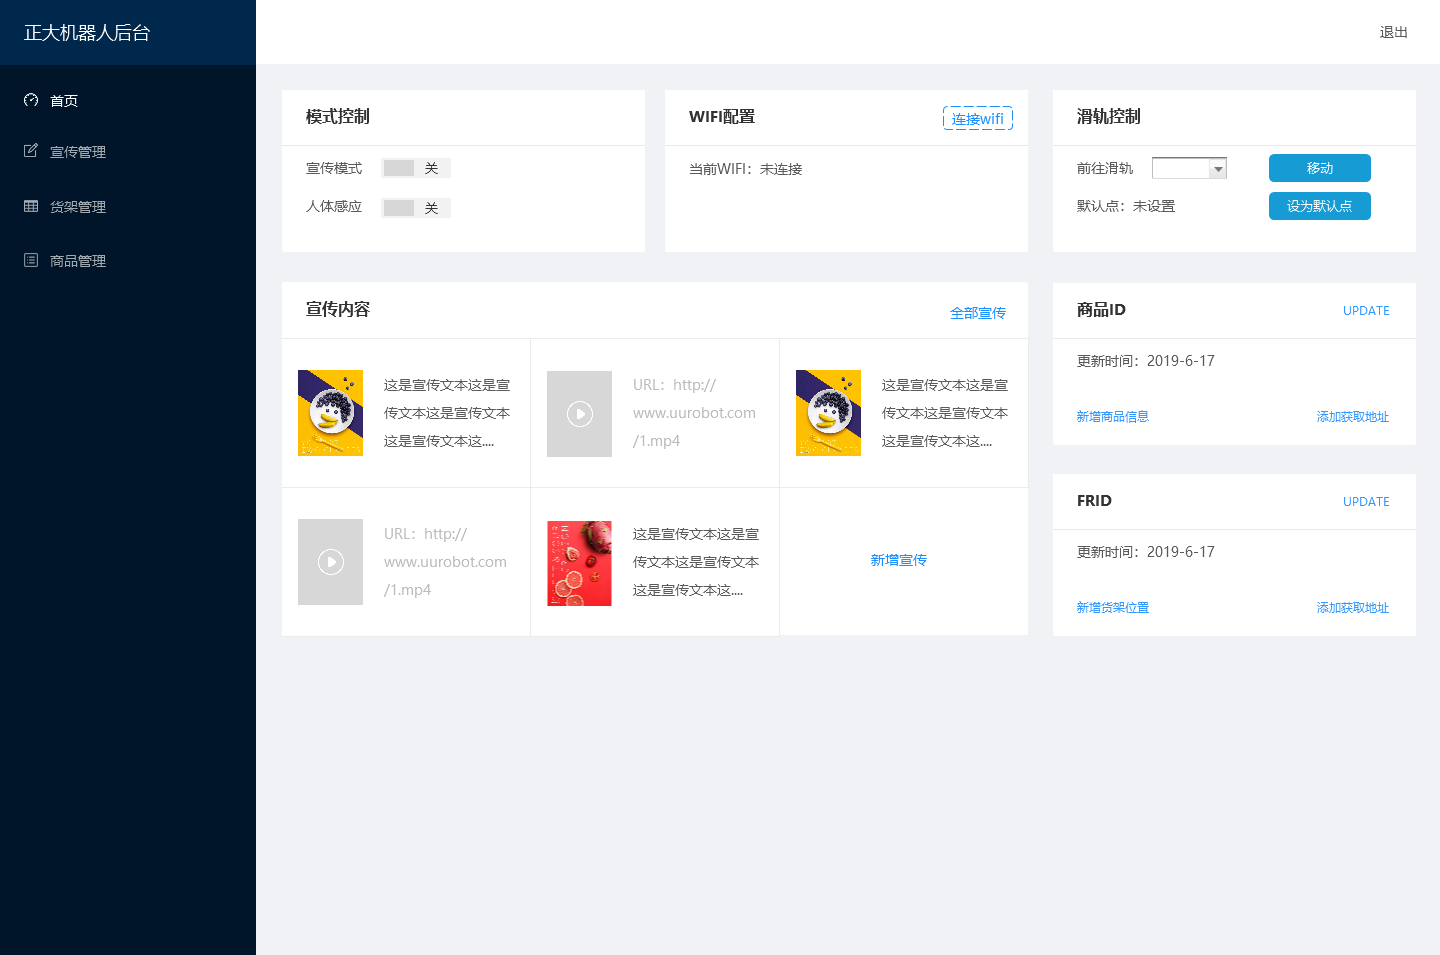 正大机器人后台
退出
首页
宣传管理
货架管理
商品管理
模式控制
宣传模式 关
人体感应 关
WIFI配置 连接wifi
当前WIFI：未连接
滑轨控制
前往滑轨 移动
默认点：未设置 设为默认点
宣传内容 全部宣传
这是宣传文本这是宣
传文本这是宣传文本
这是宣传文本这....
URL：http://
www.uurobot.com
/1.mp4
这是宣传文本这是宣
传文本这是宣传文本
这是宣传文本这....
URL：http://
www.uurobot.com
/1.mp4
这是宣传文本这是宣
传文本这是宣传文本
这是宣传文本这....
新增宣传
商品ID UPDATE
更新时间：2019-6-17
新增商品信息 添加获取地址
FRID UPDATE
更新时间：2019-6-17
新增货架位置 添加获取地址